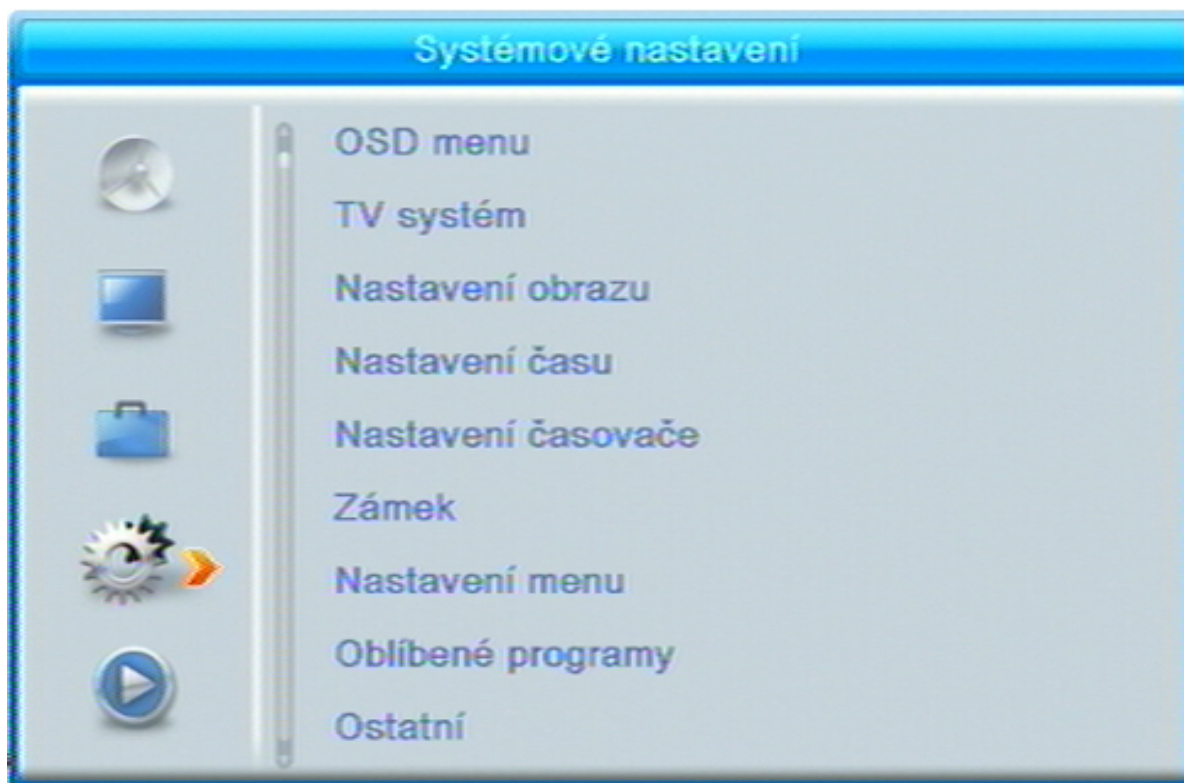 Systémové nastavení
OSD menu
TV systém
Nastavení obrazu
Nastavení času
Nastavení časovače
Zámek
Nastavení menu
Oblíbené programy
Ostatní